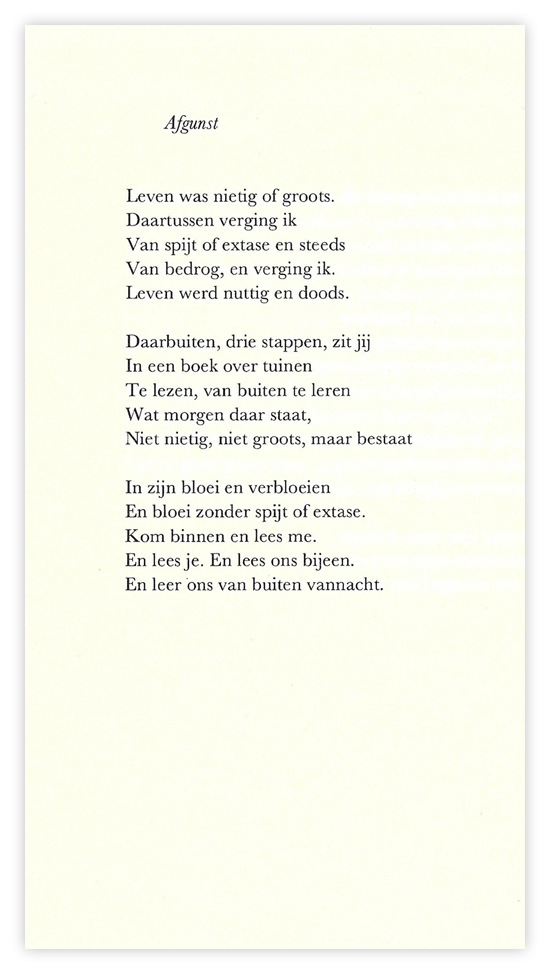 Afgunst
Leven was nietig of groots.
Daartussen verging ik
Van spijt of extase en steeds
Van bedrog, en verging ik.
Leven werd nuttig en doods.
Daarbuiten, drie stappen, zit jij
In een boek over tuinen
Te lezen, van buiten te leren
Wat morgen daar staat,
Niet nietig, niet groots, maar bestaat
In zijn bloei en verbloeien
En bloei zonder spijt of extase.
Kom binnen en lees me.
En lees je. En lees ons bijeen.
En leer ons van buiten vannacht.